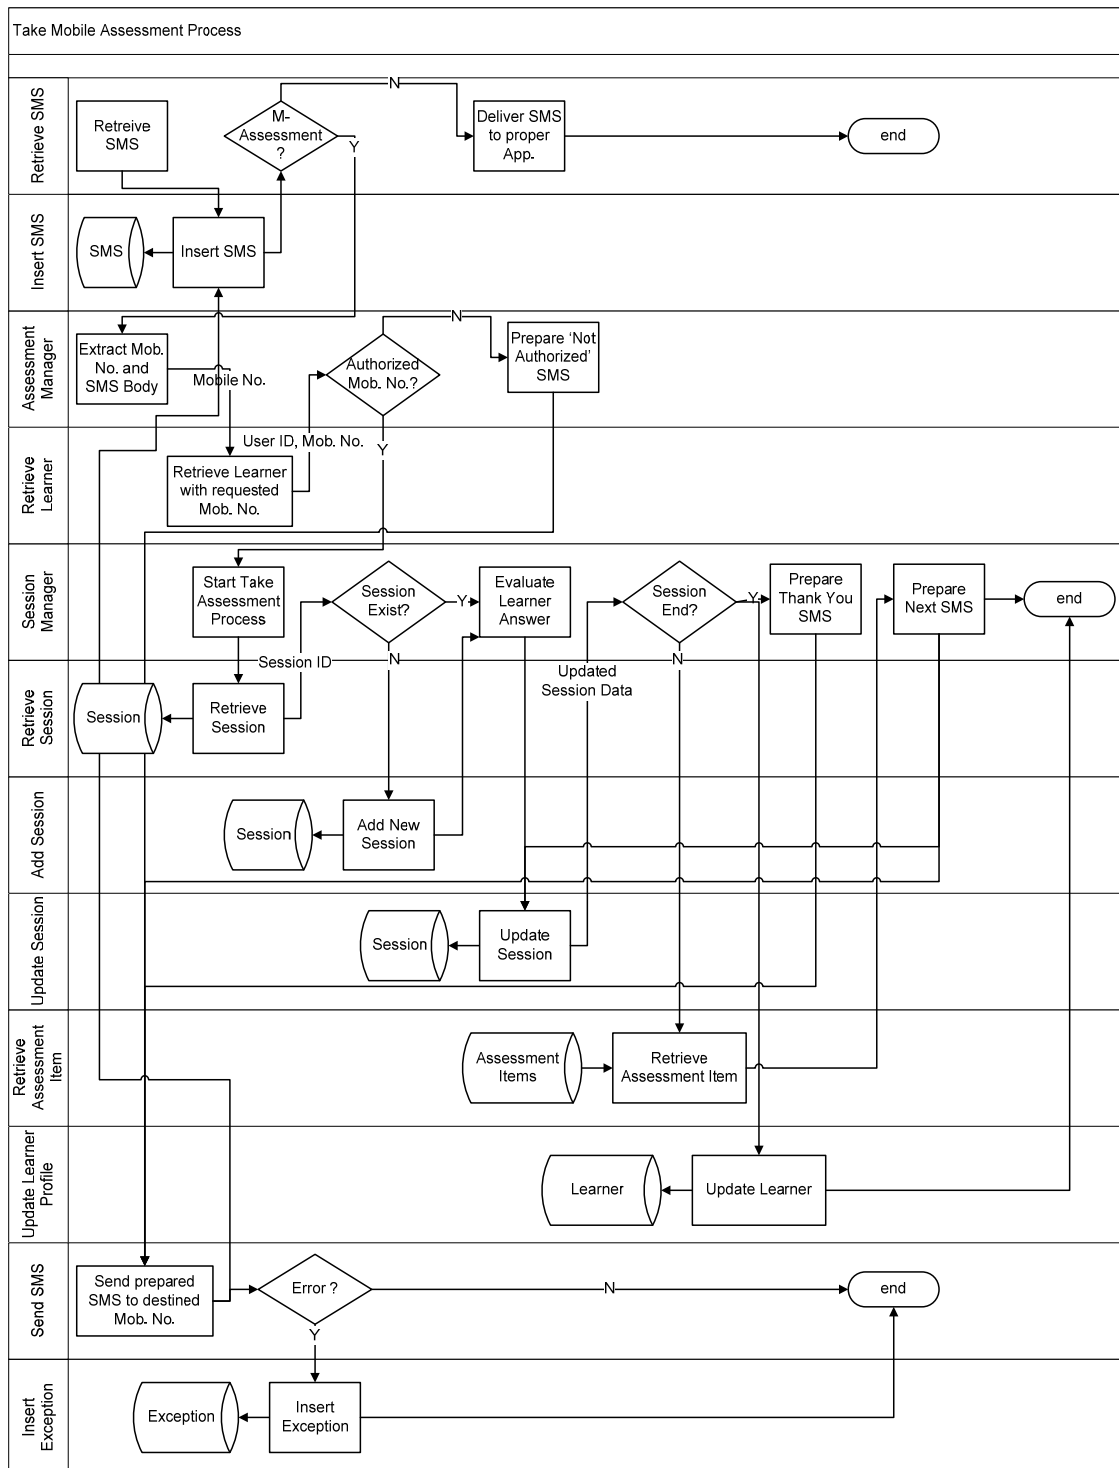 Take Mobile Assessment Process
Retrieve SMS
Retreive
SMS
M-
Assessment
?
N
Y
Deliver SMS
to proper
App.
end
Insert SMS
SMS
Insert SMS
Assessment
Manager
Extract Mob.
No. and
SMS Body
Mobile No.
Authorized
Mob. No.?
N
Prepare ‘Not
Authorized’
SMS
User ID, Mob. No.
Y
Retrieve
Learner
Retrieve Learner
with requested
Mob. No.
Session
Manager
Start Take
Assessment
Process
Session
Exist?
Y
N
Evaluate
Learner
Answer
Session
End?
Y
N
Prepare
Thank You
SMS
Prepare
Next SMS
end
Session ID
Updated
Session Data
Retrieve
Session
Session
Retrieve
Session
Add Session
Session
Add New
Session
Update Session
Session
Update
Session
Retrieve
Assessment
Item
Assessment
Items
Retrieve
Assessment Item
Update Learner
Profile
Learner
Update Learner
Send SMS
Send prepared
SMS to destined
Mob. No.
Error ?
N
Y
end
Insert
Exception
Exception
Insert
Exception